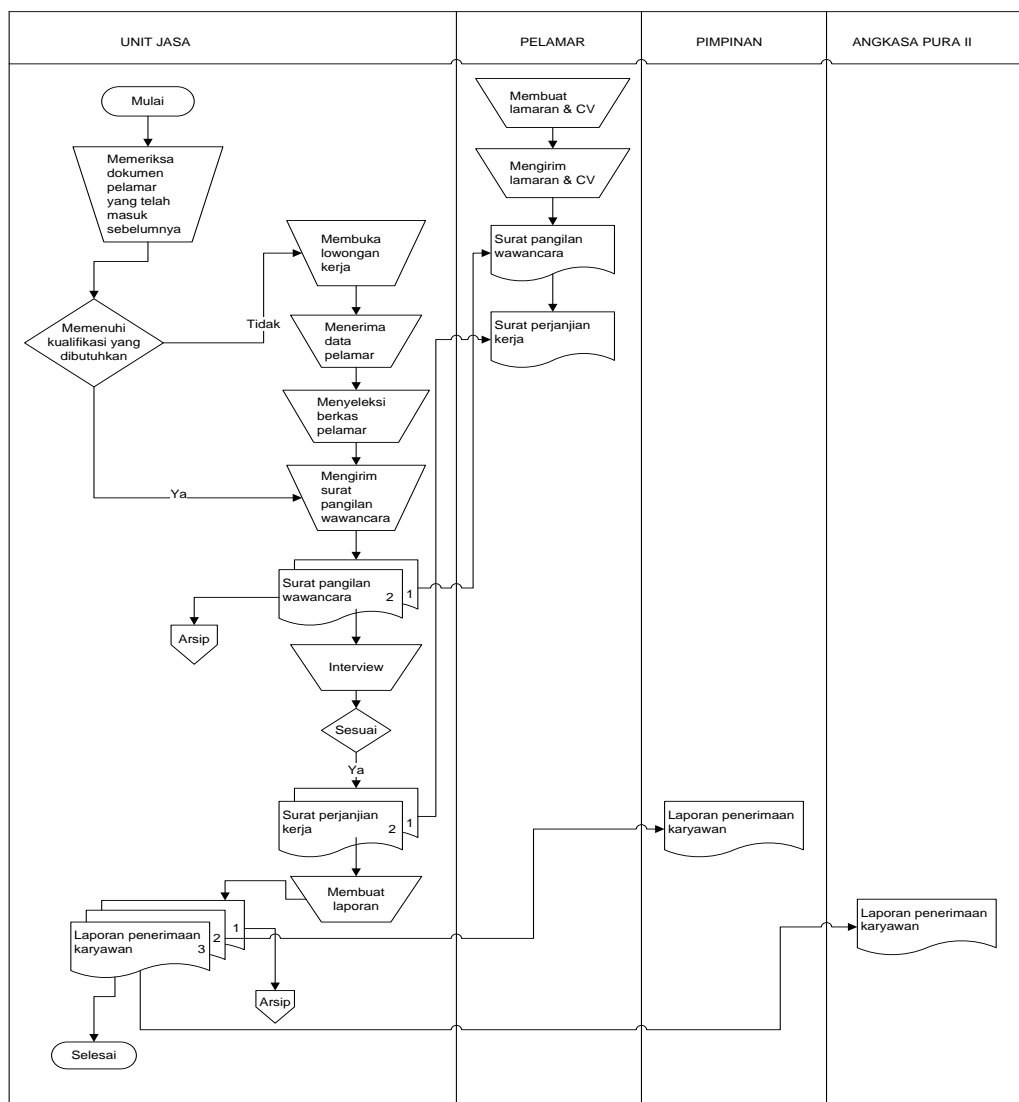 UNIT JASA
PELAMAR
PIMPINAN
ANGKASA PURA II
Mulai
Memeriksa
dokumen
pelamar
yang telah
masuk
sebelumnya
Memenuhi
kualifikasi yang
dibutuhkan
Tidak
Ya
Membuka
lowongan
kerja
Menerima
data
pelamar
Menyeleksi
berkas
pelamar
Mengirim
surat
pangilan
wawancara
Surat pangilan
wawancara 2
1
Arsip
Interview
Sesuai
Ya
Surat perjanjian
kerja 2
1
Membuat
laporan
Laporan penerimaan
karyawan 3
2
1
Arsip
Selesai
Membuat
lamaran & CV
Mengirim
lamaran & CV
Surat pangilan
wawancara
Surat perjanjian
kerja
Laporan penerimaan
karyawan
Laporan penerimaan
karyawan